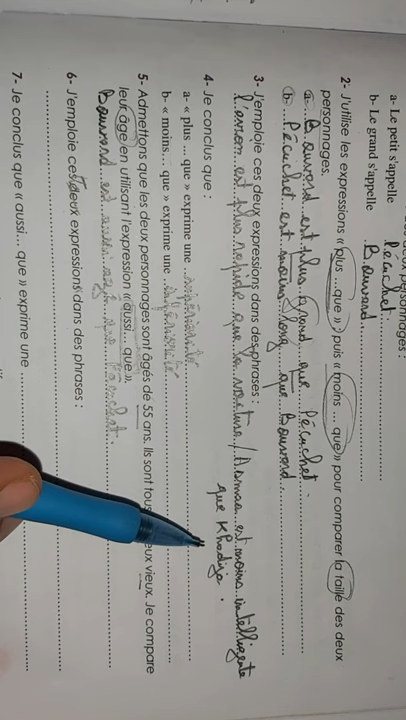 deux personnages :
a- Le petit s'appelle Pécuchet..
b- Le grand s'appelle Bouvard..
2- J'utilise les expressions « plus ...que » puis « moins ... que» pour comparer la taille des deux
personnages.
a- Bouvard est plus grand que Pécuchet.
b. Pécuchet est moins long que Bouvard..
3- J'emploie ces deux expressions dans des phrases :
l'avion est plus rapide que la voiture / Asmaa est moins intelligente
que Khadija.
4- Je conclus que :
a- « plus ... que » exprime une ..supériorité
b- « moins... que » exprime une ..infériorité
5- Admettons que les deux personnages sont âgés de 55 ans. Ils sont tous deux vieux. Je compare
leur âge en utilisant l'expression « aussi... que ».
Bouvard est aussi âgé que Pécuchet.
6- J'emploie ces deux expressions dans des phrases :
7- Je conclus que « aussi... que » exprime une